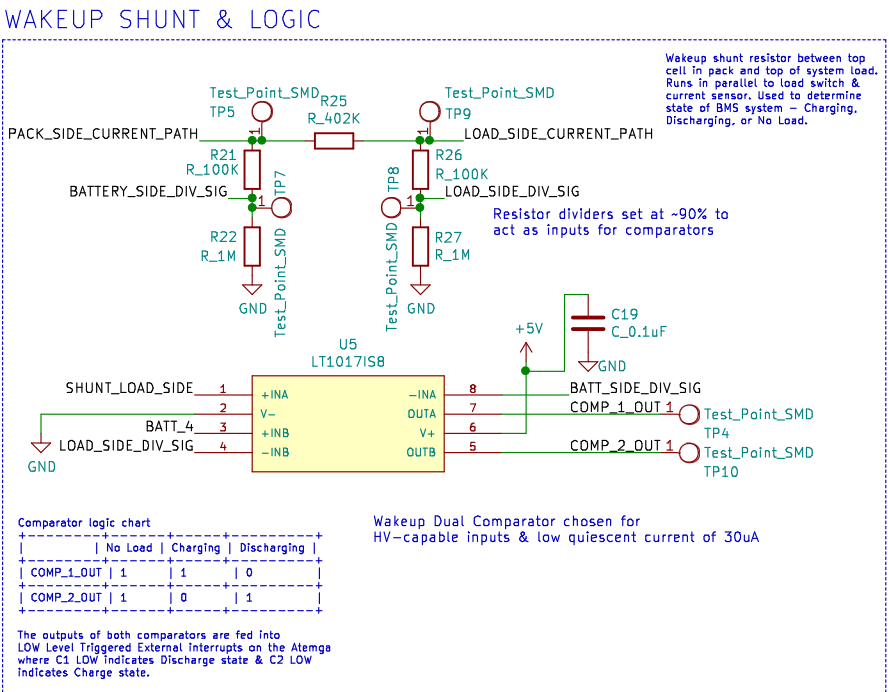 WAKEUP SHUNT & LOGIC
Wakeup shunt resistor between top
cell in pack and top of system load.
Runs in parallel to load switch &
current sensor. Used to determine
state of BMS system – Charging,
Discharging, or No Load.
Test_Point_SMD
TP5
R25
R_402K
Test_Point_SMD
TP9
1
1
PACK_SIDE_CURRENT_PATH
LOAD_SIDE_CURRENT_PATH
R21
R_100K
TP7
TP8
R26
R_100K
BATTERY_SIDE_DIV_SIG
LOAD_SIDE_DIV_SIG
1
1
Resistor dividers set at ~90% to
act as inputs for comparators
R22
R_1M
Test_Point_SMD
Test_Point_SMD
R27
R_1M
GND
GND
+5V
C19
C_0.1uF
GND
U5
LT1017IS8
SHUNT_LOAD_SIDE 1 +INA -INA 8 BATT_SIDE_DIV_SIG
2 V- OUTA 7 COMP_1_OUT 1 Test_Point_SMD
TP4
BATT_4 3 +INB V+ 6
LOAD_SIDE_DIV_SIG 4 -INB OUTB 5 COMP_2_OUT 1 Test_Point_SMD
TP10
GND
Comparator logic chart
+--------+-------+-------+------------+
| | No Load | Charging | Discharging |
+--------+-------+-------+------------+
| COMP_1_OUT | 1 | 1 | 0 |
+--------+-------+-------+------------+
| COMP_2_OUT | 1 | 0 | 1 |
+--------+-------+-------+------------+
The outputs of both comparators are fed into
LOW Level Triggered External interrupts on the Atemga
where C1 LOW indicates Discharge state & C2 LOW
indicates Charge state.
Wakeup Dual Comparator chosen for
HV-capable inputs & low quiescent current of 30uA